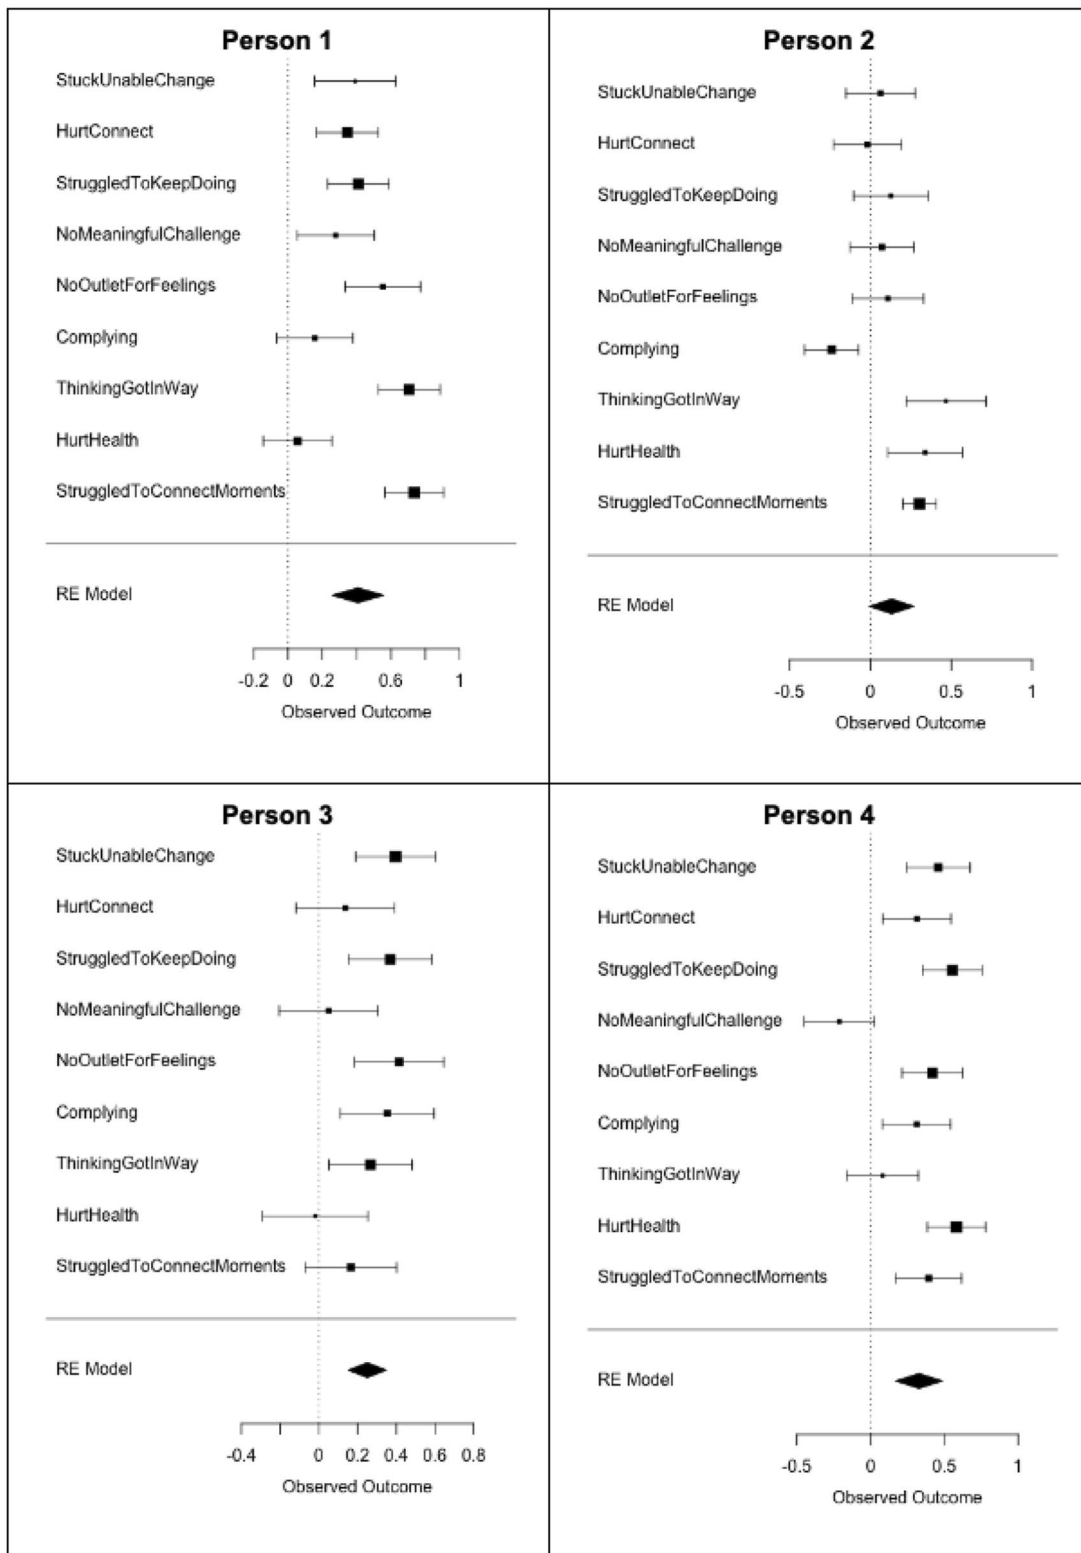 Person 1
StuckUnableChange
HurtConnect
StruggledToKeepDoing
NoMeaningfulChallenge
NoOutletForFeelings
Complying
ThinkingGotInWay
HurtHealth
StruggledToConnectMoments
RE Model
-0.2 0 0.2 0.6 1
Observed Outcome
Person 2
StuckUnableChange
HurtConnect
StruggledToKeepDoing
NoMeaningfulChallenge
NoOutletForFeelings
Complying
ThinkingGotInWay
HurtHealth
StruggledToConnectMoments
RE Model
-0.5 0 0.5 1
Observed Outcome
Person 3
StuckUnableChange
HurtConnect
StruggledToKeepDoing
NoMeaningfulChallenge
NoOutletForFeelings
Complying
ThinkingGotInWay
HurtHealth
StruggledToConnectMoments
RE Model
-0.4 0 0.2 0.4 0.6 0.8
Observed Outcome
Person 4
StuckUnableChange
HurtConnect
StruggledToKeepDoing
NoMeaningfulChallenge
NoOutletForFeelings
Complying
ThinkingGotInWay
HurtHealth
StruggledToConnectMoments
RE Model
-0.5 0 0.5 1
Observed Outcome